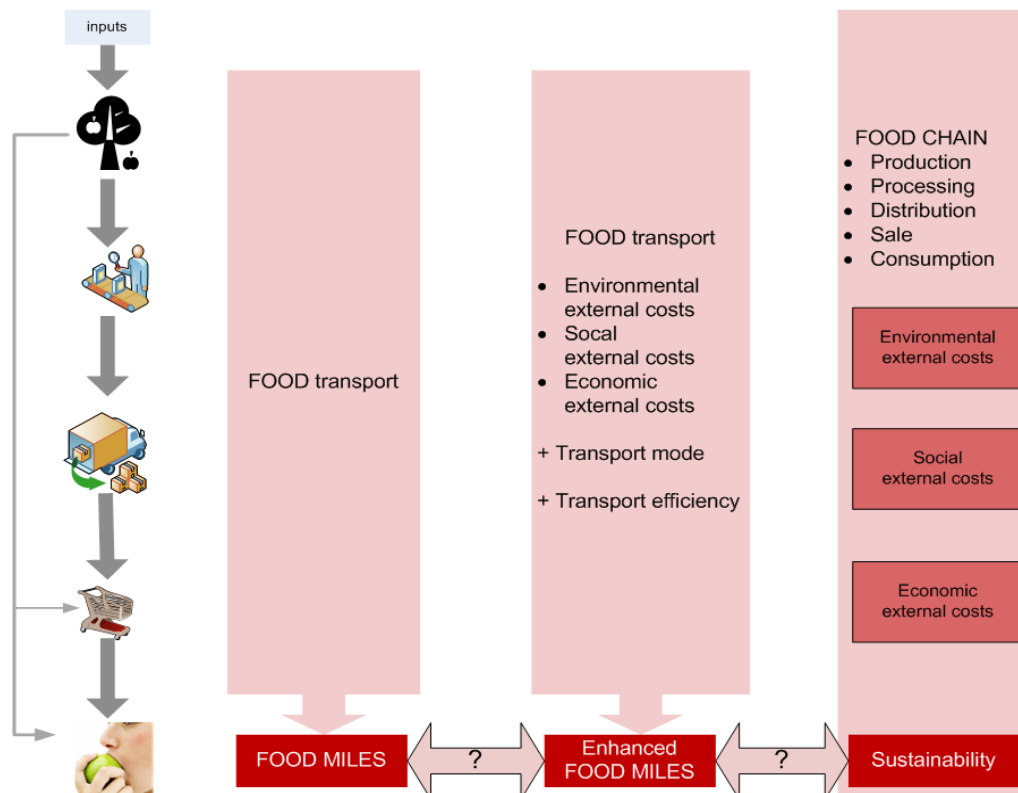 inputs
FOOD transport
FOOD MILES
?
FOOD transport
• Environmental
external costs
• Socal
external costs
• Economic
external costs
+ Transport mode
+ Transport efficiency
Enhanced
FOOD MILES
?
FOOD CHAIN
• Production
• Processing
• Distribution
• Sale
• Consumption
Environmental
external costs
Social
external costs
Economic
external costs
Sustainability